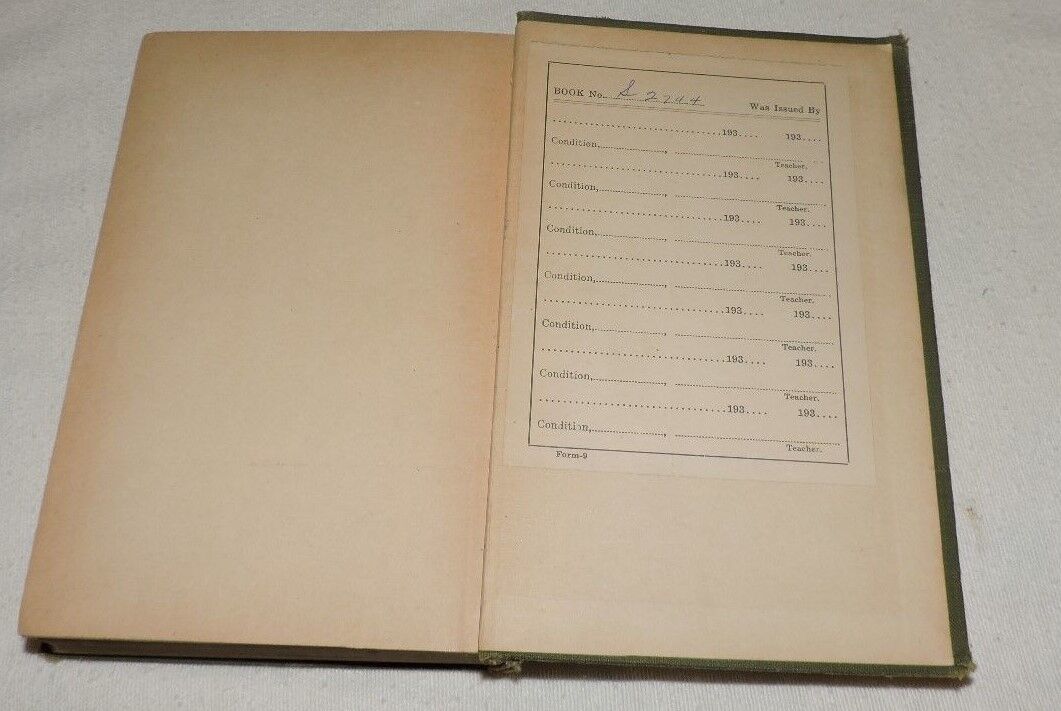 BOOK No. S 2744 Was Issued By
..............................193.... 193....
Condition,..............., ..............................
Teacher.
..............................193.... 193....
Condition,..............., ..............................
Teacher.
..............................193.... 193....
Condition,..............., ..............................
Teacher.
..............................193.... 193....
Condition,..............., ..............................
Teacher.
..............................193.... 193....
Condition,..............., ..............................
Teacher.
..............................193.... 193....
Condition,..............., ..............................
Teacher.
..............................193.... 193....
Condition,..............., ..............................
Teacher.
Form-9